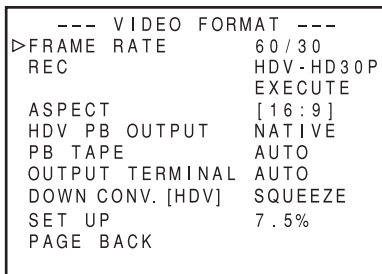 --- VIDEO FORMAT ---
▷FRAME RATE 60/30
REC HDV-HD30P
EXECUTE
ASPECT [16:9]
HDV PB OUTPUT NATIVE
PB TAPE AUTO
OUTPUT TERMINAL AUTO
DOWN CONV. [HDV] SQUEEZE
SET UP 7.5%
PAGE BACK